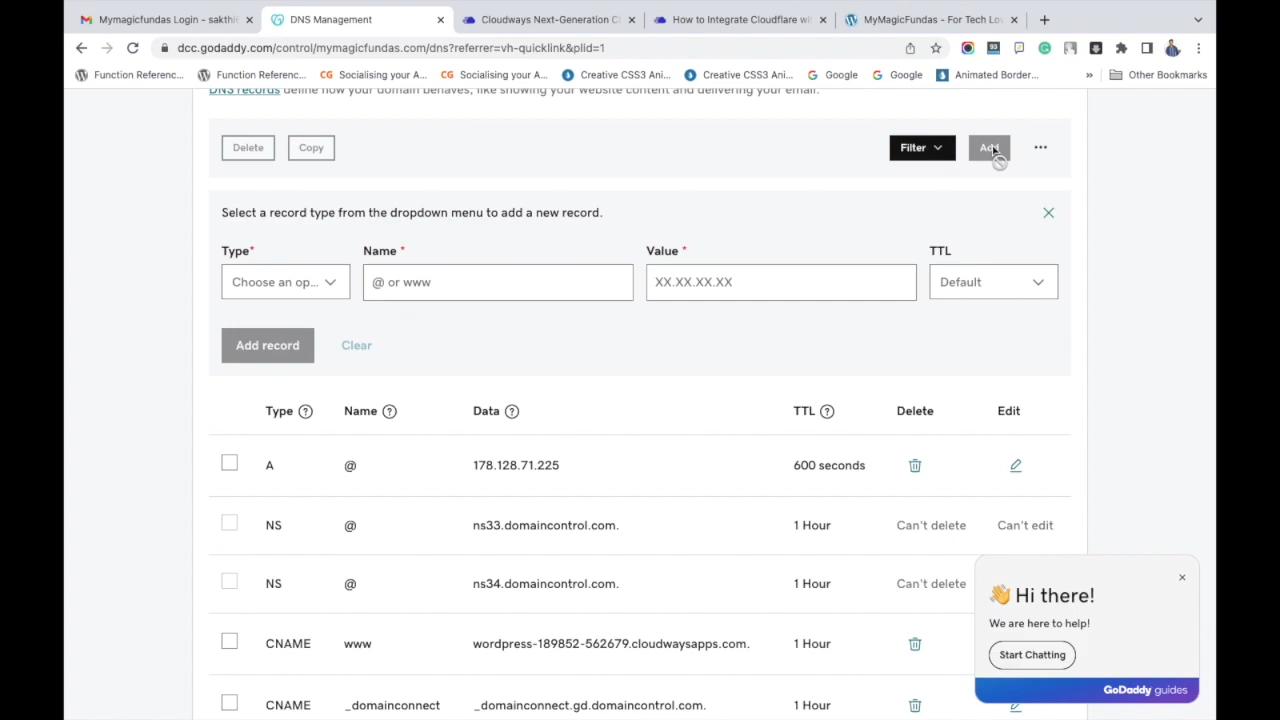 Mymagicfundas Login - sakthie
DNS Management
Cloudways Next-Generation C
How to Integrate Cloudflare wi
MyMagicFundas - For Tech Lov
dcc.godaddy.com/control/mymagicfundas.com/dns?referrer=vh-quicklink&plid=1
Function Referenc...
Function Referenc...
CG Socialising your A...
CG Socialising your A...
Creative CSS3 Ani...
Creative CSS3 Ani...
Google
Google
Animated Border...
»
Other Bookmarks
DNS records define how your domain behaves, like showing your website content and delivering your email.
Delete
Copy
Filter
Add
Select a record type from the dropdown menu to add a new record.
Type* Name * Value * TTL
Choose an op... @ or www XX.XX.XX.XX Default
Add record Clear
Type Name Data TTL Delete Edit
A @ 178.128.71.225 600 seconds
NS @ ns33.domaincontrol.com. 1 Hour Can't delete Can't edit
NS @ ns34.domaincontrol.com. 1 Hour Can't delete
CNAME www wordpress-189852-562679.cloudwaysapps.com. 1 Hour
CNAME _domainconnect _domainconnect.gd.domaincontrol.com. 1 Hour
👋 Hi there!
We are here to help!
Start Chatting
GoDaddy guides